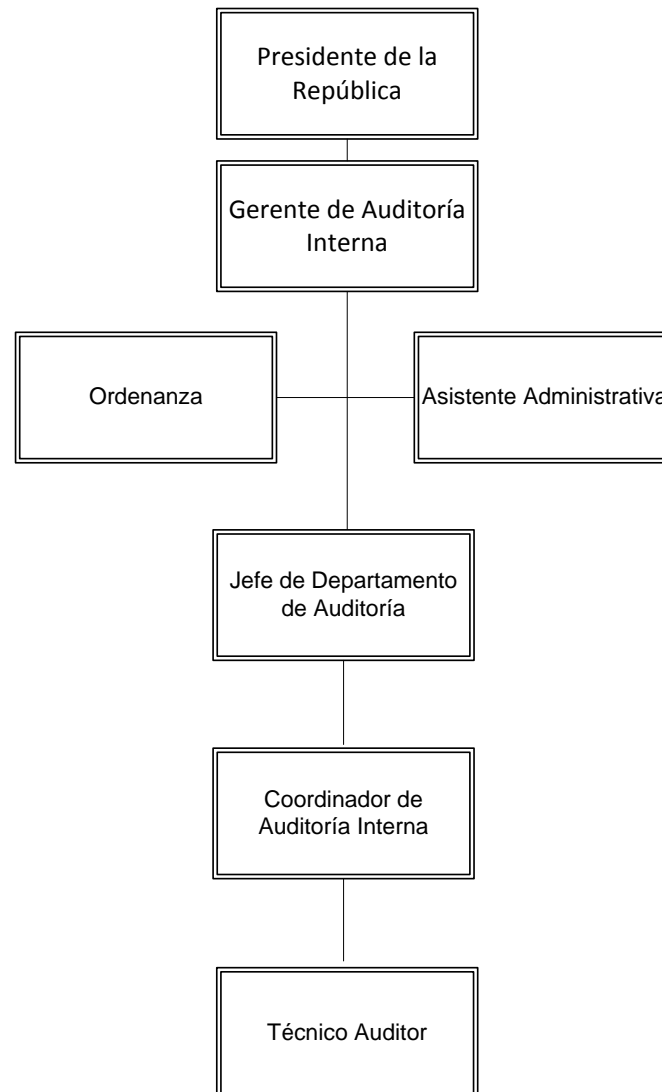 Presidente de la
República
Gerente de Auditoría
Interna
Ordenanza
Asistente Administrativa
Jefe de Departamento
de Auditoría
Coordinador de
Auditoría Interna
Técnico Auditor